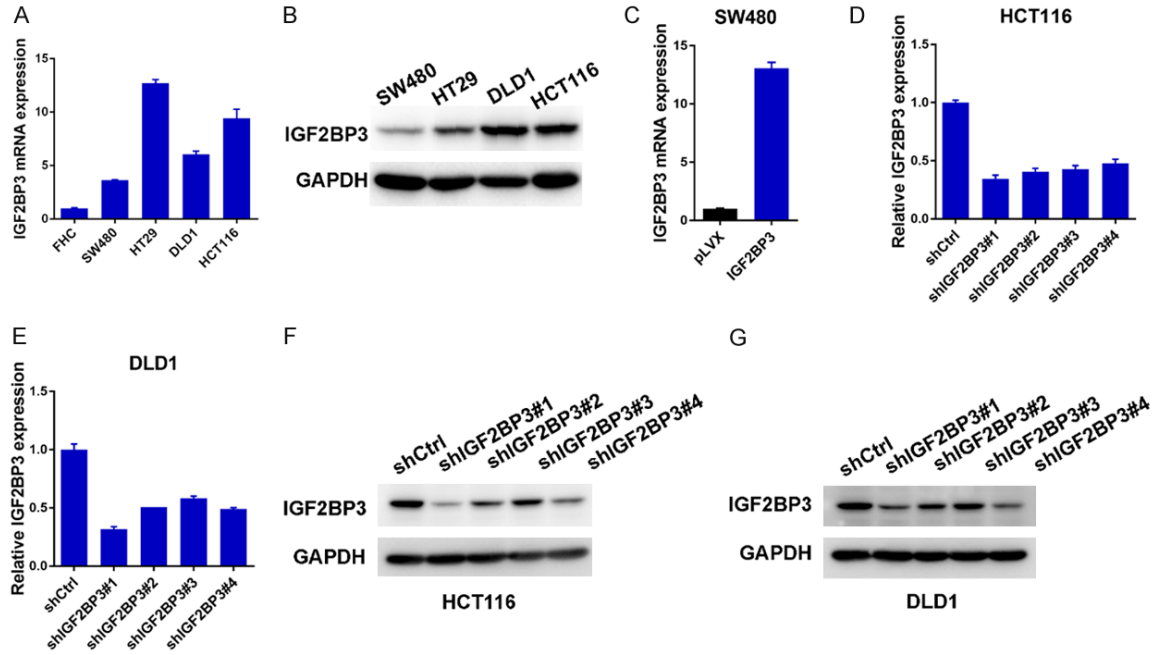 A
IGF2BP3 mRNA expression
15
10
5
0
FHC
SW480
HT29
DLD1
HCT116
B
SW480
HT29
DLD1
HCT116
IGF2BP3
GAPDH
C
SW480
IGF2BP3 mRNA expression
15
10
5
0
pLVX
IGF2BP3
D
HCT116
Relative IGF2BP3 expression
1.5
1.0
0.5
0.0
shCtrl
shIGF2BP3#1
shIGF2BP3#2
shIGF2BP3#3
shIGF2BP3#4
E
DLD1
Relative IGF2BP3 expression
1.5
1.0
0.5
0.0
shCtrl
shIGF2BP3#1
shIGF2BP3#2
shIGF2BP3#3
shIGF2BP3#4
F
shCtrl
shIGF2BP3#1
shIGF2BP3#2
shIGF2BP3#3
shIGF2BP3#4
IGF2BP3
GAPDH
HCT116
G
shCtrl
shIGF2BP3#1
shIGF2BP3#2
shIGF2BP3#3
shIGF2BP3#4
IGF2BP3
GAPDH
DLD1